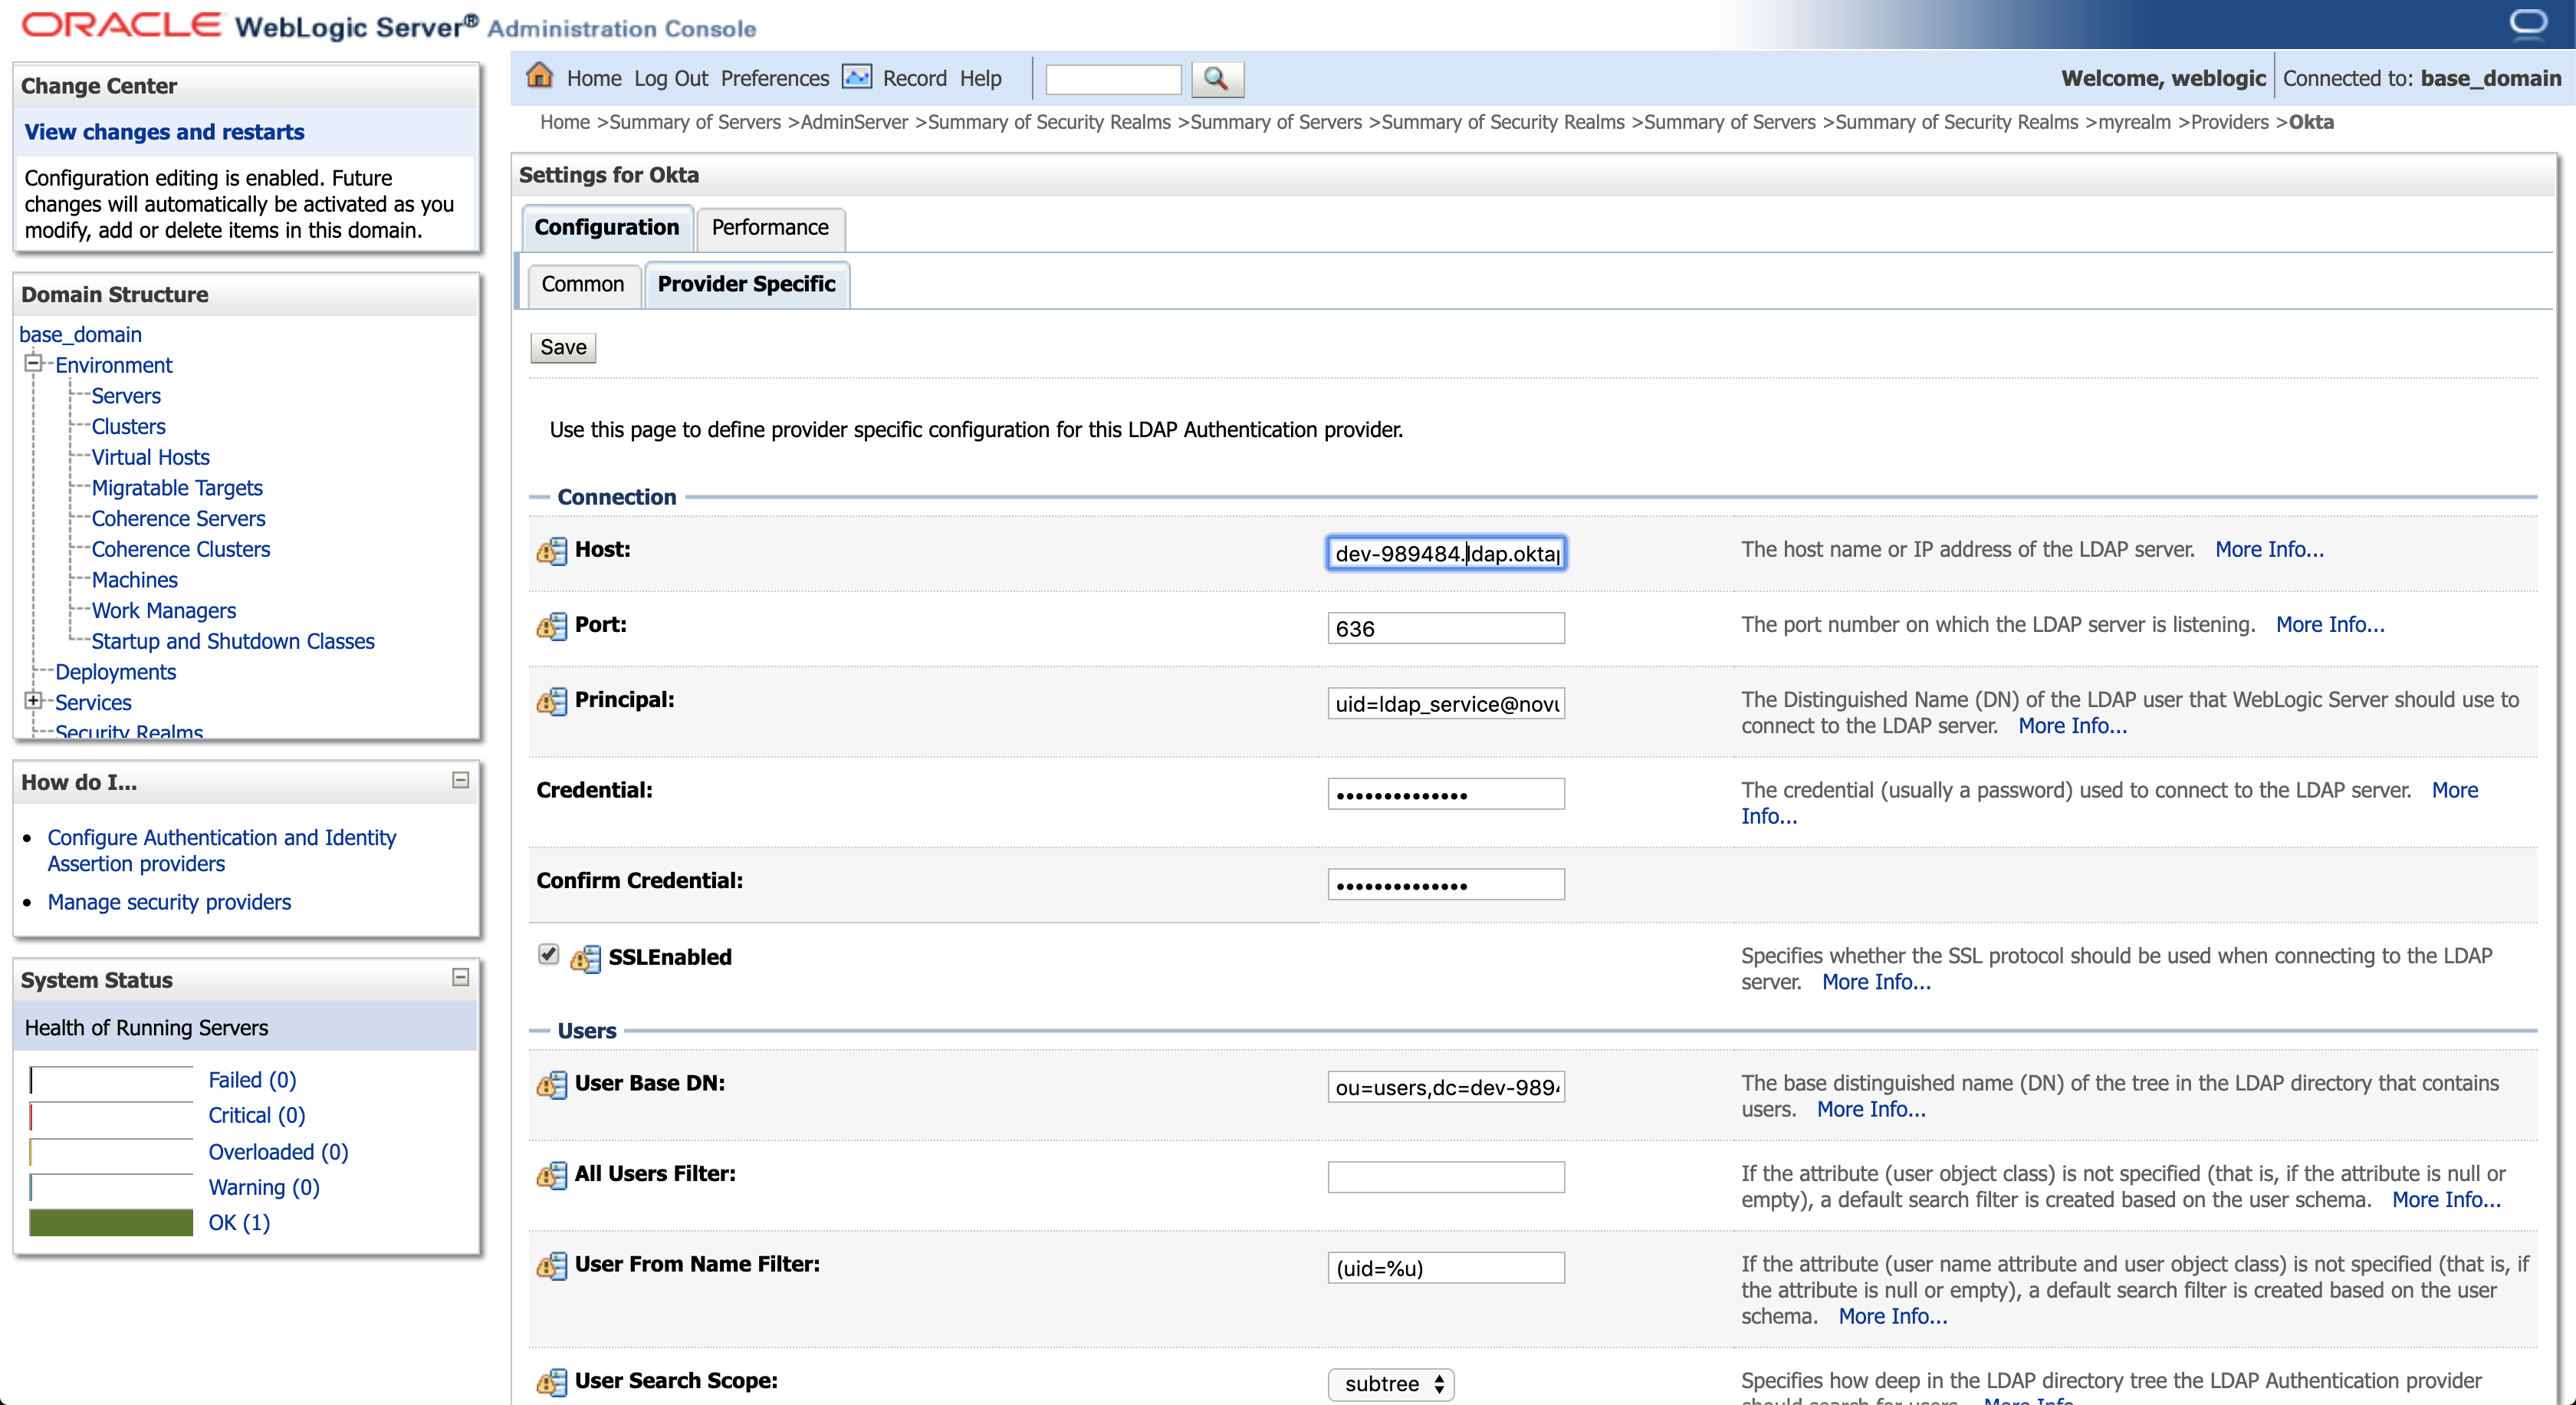 ORACLE WebLogic Server® Administration Console
Change Center
View changes and restarts
Configuration editing is enabled. Future
changes will automatically be activated as you
modify, add or delete items in this domain.
Domain Structure
base_domain
Environment
Servers
Clusters
Virtual Hosts
Migratable Targets
Coherence Servers
Coherence Clusters
Machines
Work Managers
Startup and Shutdown Classes
Deployments
Services
Security Realms
How do I...
• Configure Authentication and Identity
Assertion providers
• Manage security providers
System Status
Health of Running Servers
Failed (0)
Critical (0)
Overloaded (0)
Warning (0)
OK (1)
Home Log Out Preferences Record Help
Welcome, weblogic Connected to: base_domain
Home >Summary of Servers >AdminServer >Summary of Security Realms >Summary of Servers >Summary of Security Realms >Summary of Servers >Summary of Security Realms >myrealm >Providers >Okta
Settings for Okta
Configuration Performance
Common Provider Specific
Save
Use this page to define provider specific configuration for this LDAP Authentication provider.
Connection
Host: dev-989484.ldap.okta
The host name or IP address of the LDAP server. More Info...
Port: 636
The port number on which the LDAP server is listening. More Info...
Principal: uid=ldap_service@nov
The Distinguished Name (DN) of the LDAP user that WebLogic Server should use to
connect to the LDAP server. More Info...
Credential: ••••••••••••••
The credential (usually a password) used to connect to the LDAP server. More
Info...
Confirm Credential: ••••••••••••••
SSLEnabled
Specifies whether the SSL protocol should be used when connecting to the LDAP
server. More Info...
Users
User Base DN: ou=users,dc=dev-989
The base distinguished name (DN) of the tree in the LDAP directory that contains
users. More Info...
All Users Filter:
If the attribute (user object class) is not specified (that is, if the attribute is null or
empty), a default search filter is created based on the user schema. More Info...
User From Name Filter: (uid=%u)
If the attribute (user name attribute and user object class) is not specified (that is, if
the attribute is null or empty), a default search filter is created based on the user
schema. More Info...
User Search Scope: subtree
Specifies how deep in the LDAP directory tree the LDAP Authentication provider
should search for users. More Info